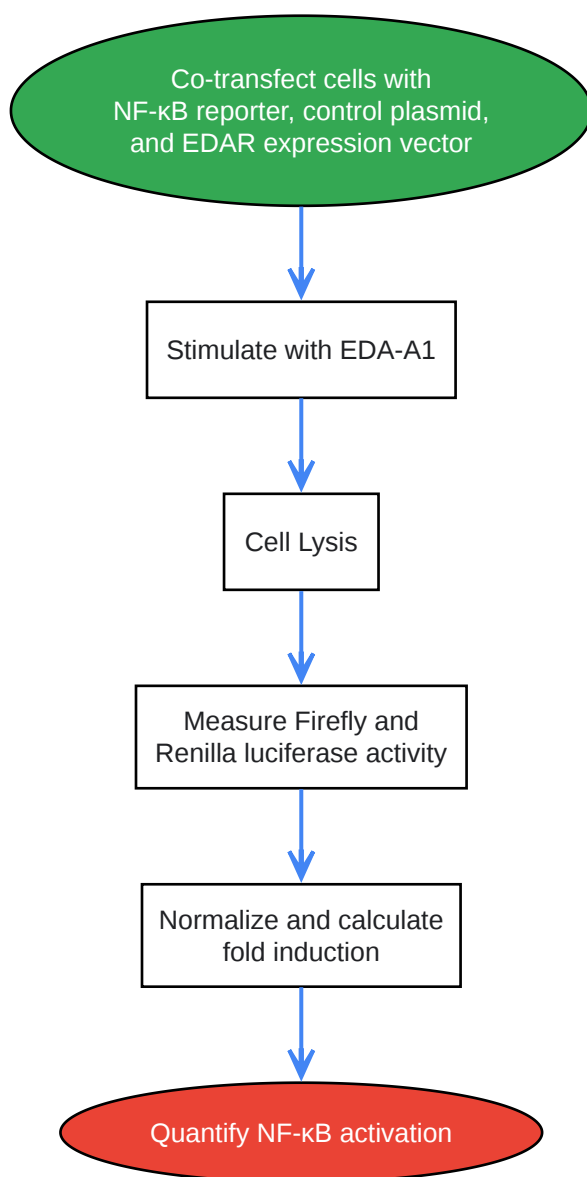 Co-transfect cells with
NF-κB reporter, control plasmid,
and EDAR expression vector
Stimulate with EDA-A1
Cell Lysis
Measure Firefly and
Renilla luciferase activity
Normalize and calculate
fold induction
Quantify NF-κB activation